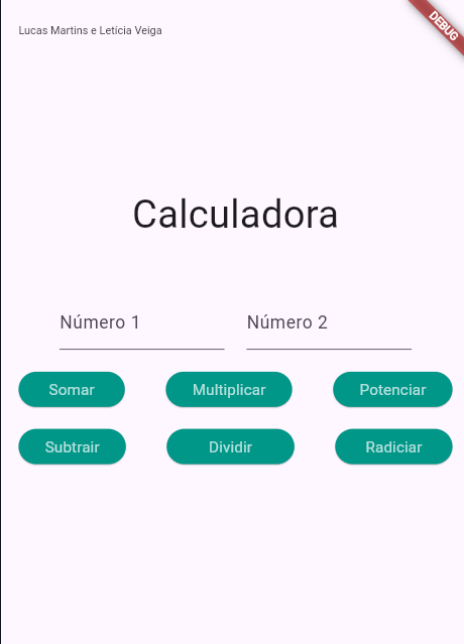 Lucas Martins e Letícia Veiga
DEBUG
Calculadora
Número 1 Número 2
Somar Multiplicar Potenciar
Subtrair Dividir Radiciar